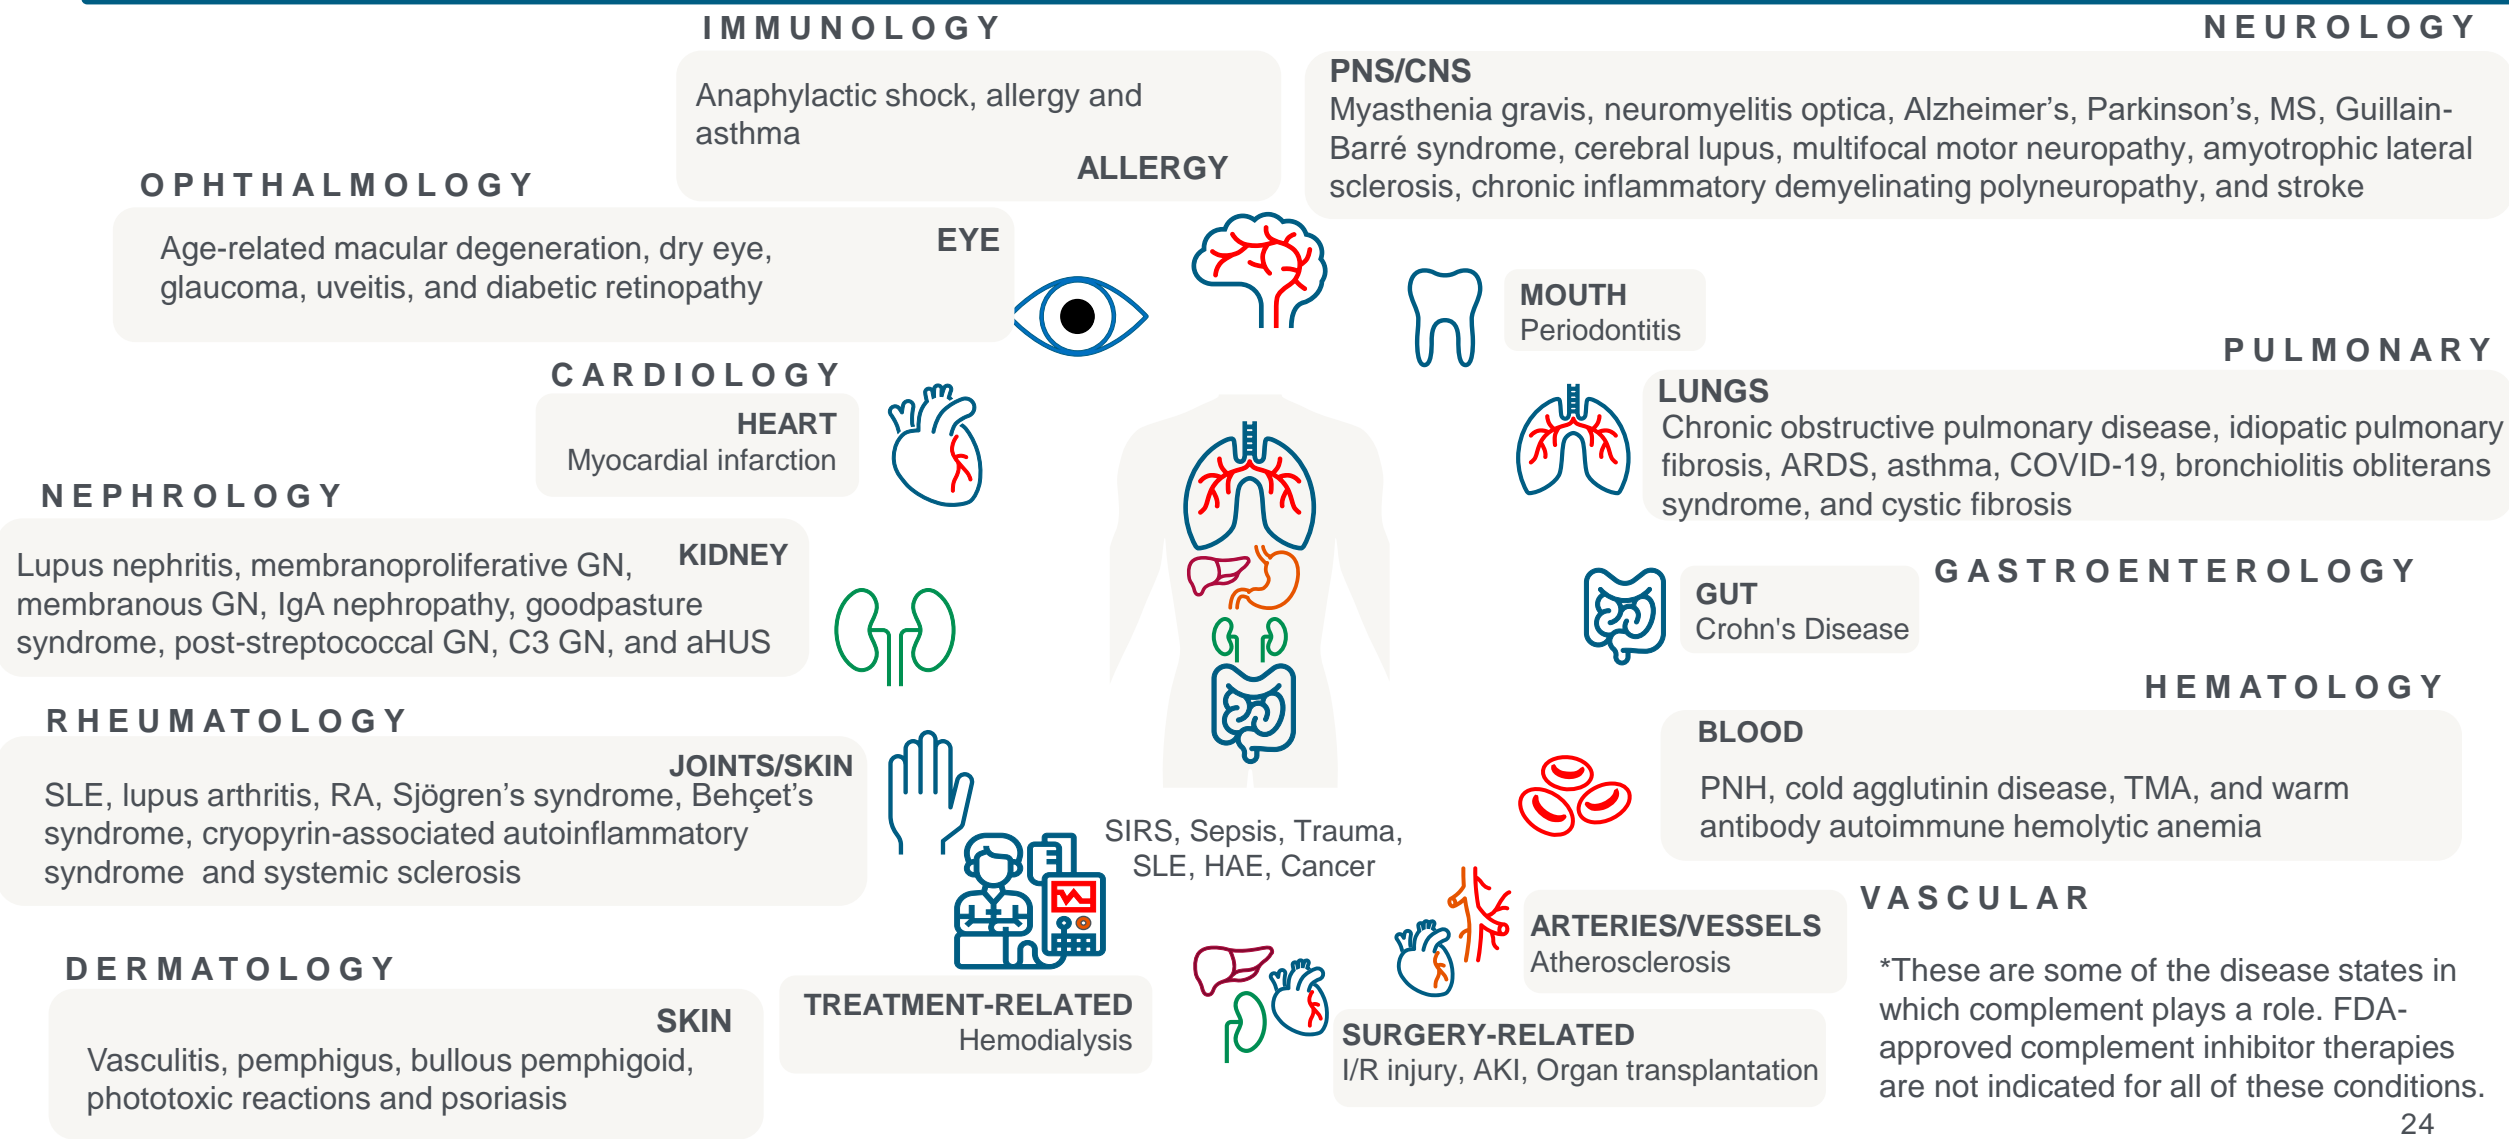 IMMUNOLOGY
Anaphylactic shock, allergy and
asthma
ALLERGY
NEUROLOGY
PNS/CNS
Myasthenia gravis, neuromyelitis optica, Alzheimer’s, Parkinson’s, MS, Guillain-
Barré syndrome, cerebral lupus, multifocal motor neuropathy, amyotrophic lateral
sclerosis, chronic inflammatory demyelinating polyneuropathy, and stroke
OPHTHALMOLOGY
EYE
Age-related macular degeneration, dry eye,
glaucoma, uveitis, and diabetic retinopathy
MOUTH
Periodontitis
CARDIOLOGY
HEART
Myocardial infarction
PULMONARY
LUNGS
Chronic obstructive pulmonary disease, idiopatic pulmonary
fibrosis, ARDS, asthma, COVID-19, bronchiolitis obliterans
syndrome, and cystic fibrosis
NEPHROLOGY
KIDNEY
Lupus nephritis, membranoproliferative GN,
membranous GN, IgA nephropathy, goodpasture
syndrome, post-streptococcal GN, C3 GN, and aHUS
GASTROENTEROLOGY
GUT
Crohn's Disease
RHEUMATOLOGY
JOINTS/SKIN
SLE, lupus arthritis, RA, Sjögren’s syndrome, Behçet’s
syndrome, cryopyrin-associated autoinflammatory
syndrome  and systemic sclerosis
HEMATOLOGY
BLOOD
PNH, cold agglutinin disease, TMA, and warm
antibody autoimmune hemolytic anemia
SIRS, Sepsis, Trauma,
SLE, HAE, Cancer
VASCULAR
ARTERIES/VESSELS
Atherosclerosis
DERMATOLOGY
SKIN
Vasculitis, pemphigus, bullous pemphigoid,
phototoxic reactions and psoriasis
TREATMENT-RELATED
Hemodialysis
SURGERY-RELATED
I/R injury, AKI, Organ transplantation
*These are some of the disease states in
which complement plays a role. FDA-
approved complement inhibitor therapies
are not indicated for all of these conditions.
24